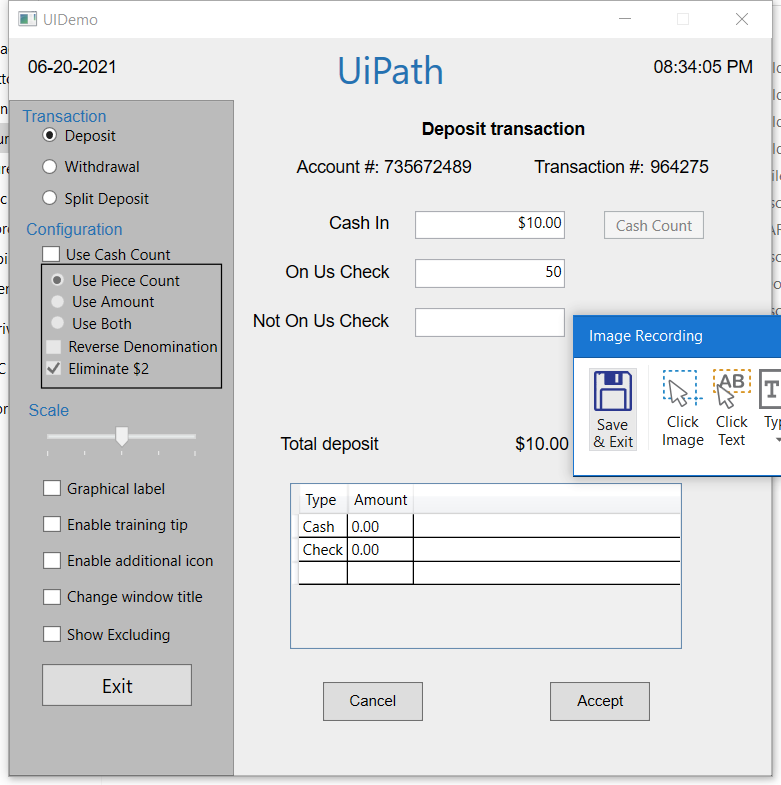 UIDemo
06-20-2021
UiPath
08:34:05 PM
Transaction
Deposit
Withdrawal
Split Deposit
Configuration
Use Cash Count
Use Piece Count
Use Amount
Use Both
Reverse Denomination
Eliminate $2
Scale
Graphical label
Enable training tip
Enable additional icon
Change window title
Show Excluding
Exit
Deposit transaction
Account #: 735672489 Transaction #: 964275
Cash In $10.00 Cash Count
On Us Check 50
Not On Us Check
Total deposit $10.00
Type Amount
Cash 0.00
Check 0.00
Cancel Accept
Image Recording
Save
& Exit
Click
Image
AB
Click
Text
T